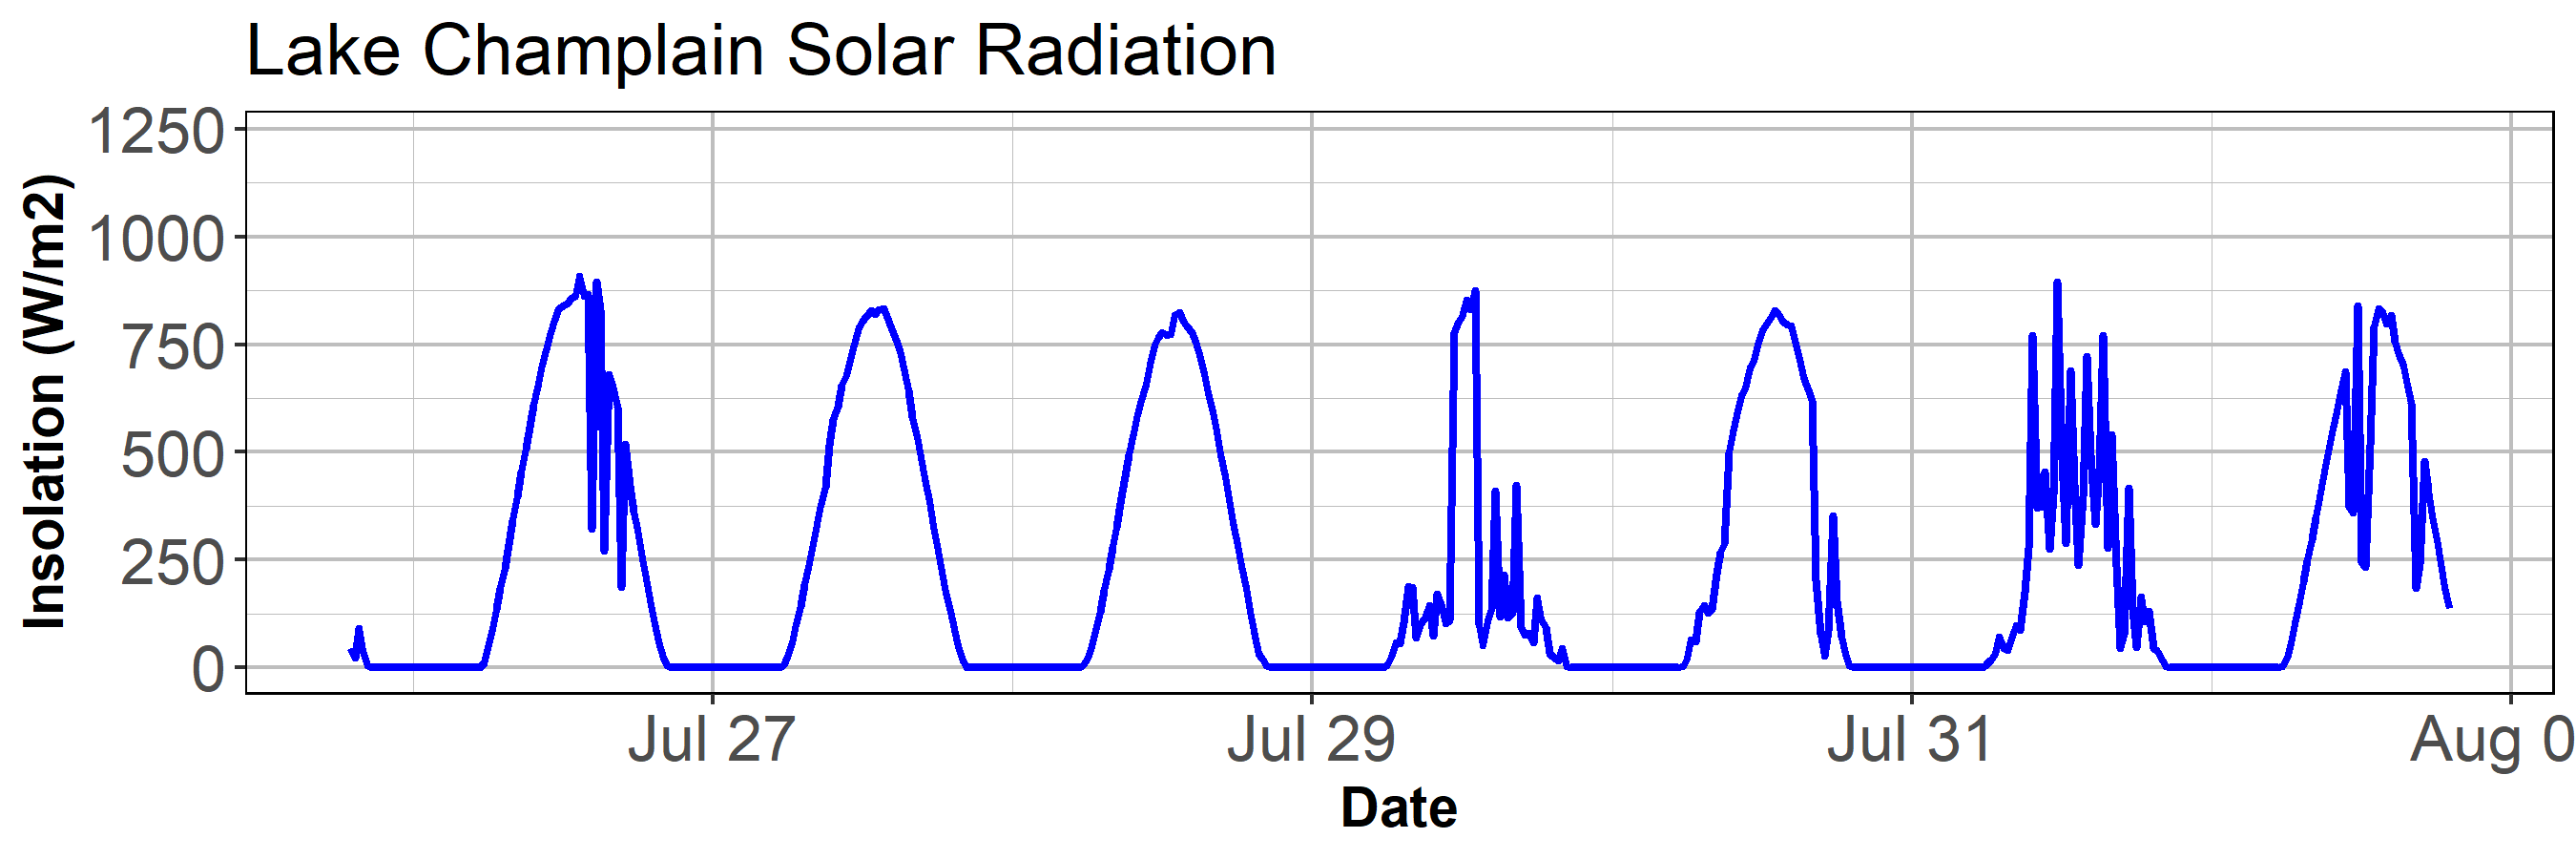 Lake Champlain Solar Radiation
1250
1000
750
500
250
0
Insolation (W/m2)
Jul 27 Jul 29 Jul 31 Aug 0
Date